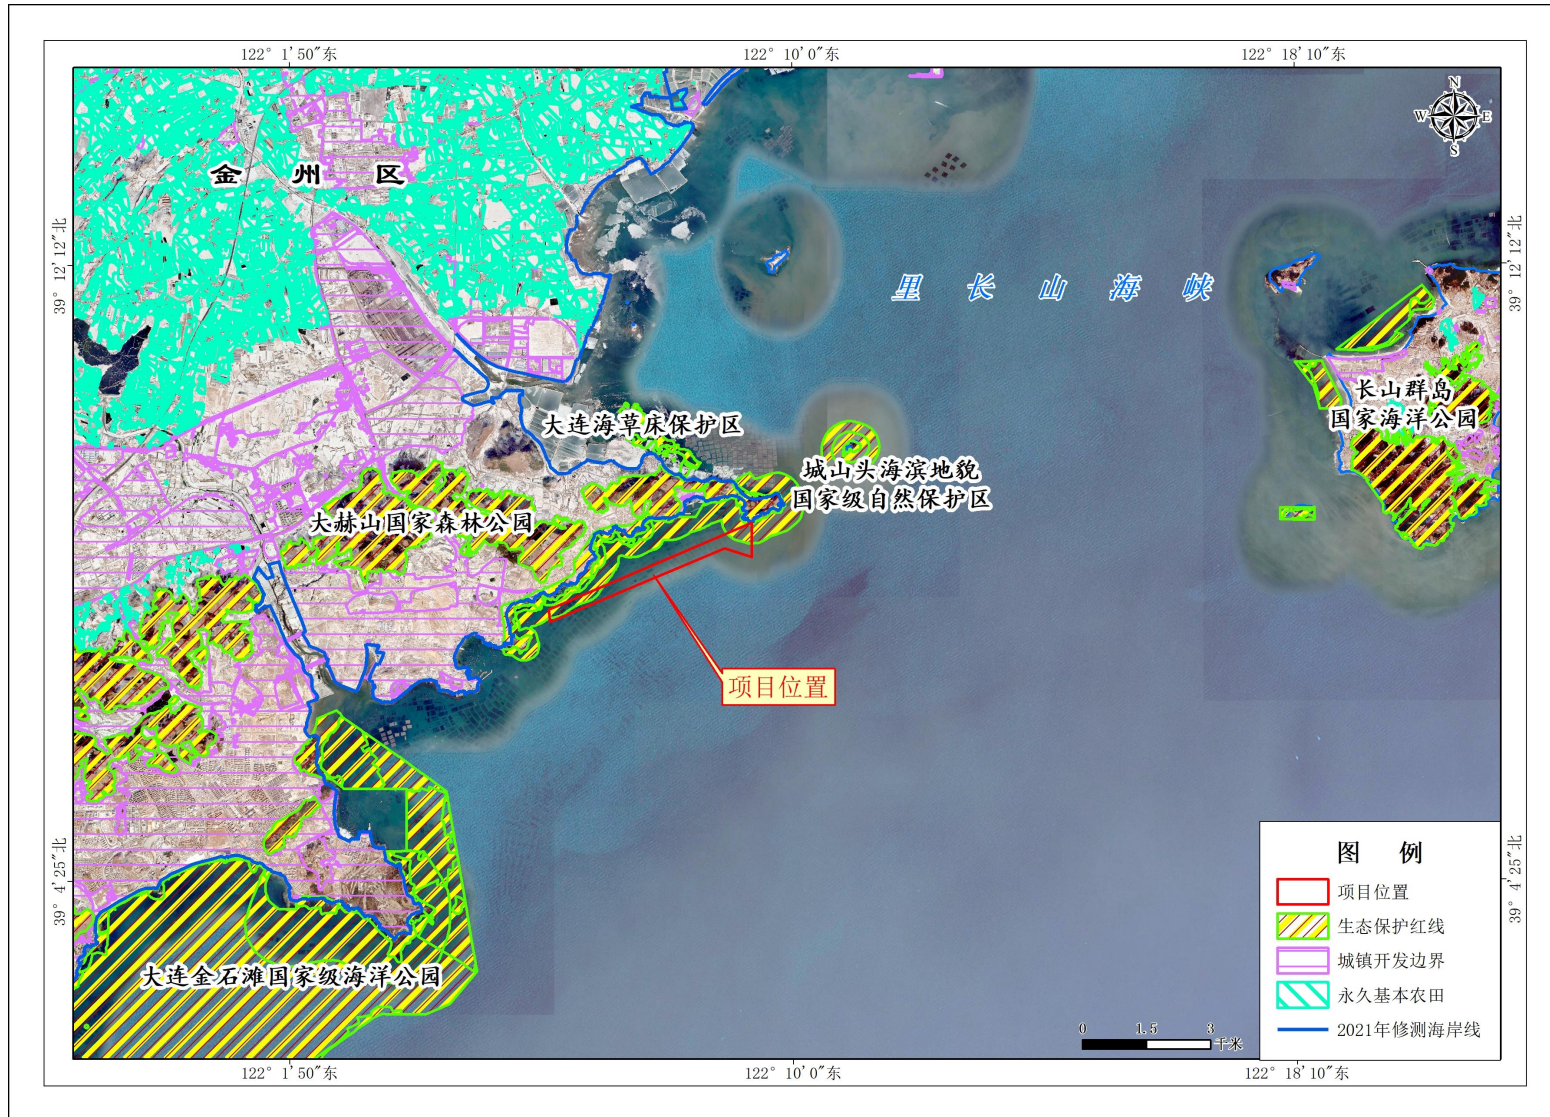 122° 1′50″东
122° 10′0″东
122° 18′10″东
N
W
E
S
金州区
39° 12′12″北
39° 12′12″北
里长山海峡
长山群岛
国家海洋公园
大连海草床保护区
城山头海滨地貌
国家级自然保护区
大赫山国家森林公园
项目位置
图例
项目位置
生态保护红线
城镇开发边界
永久基本农田
2021年修测海岸线
39° 4′25″北
39° 4′25″北
大连金石滩国家级海洋公园
0 1.5 3
千米
122° 1′50″东
122° 10′0″东
122° 18′10″东